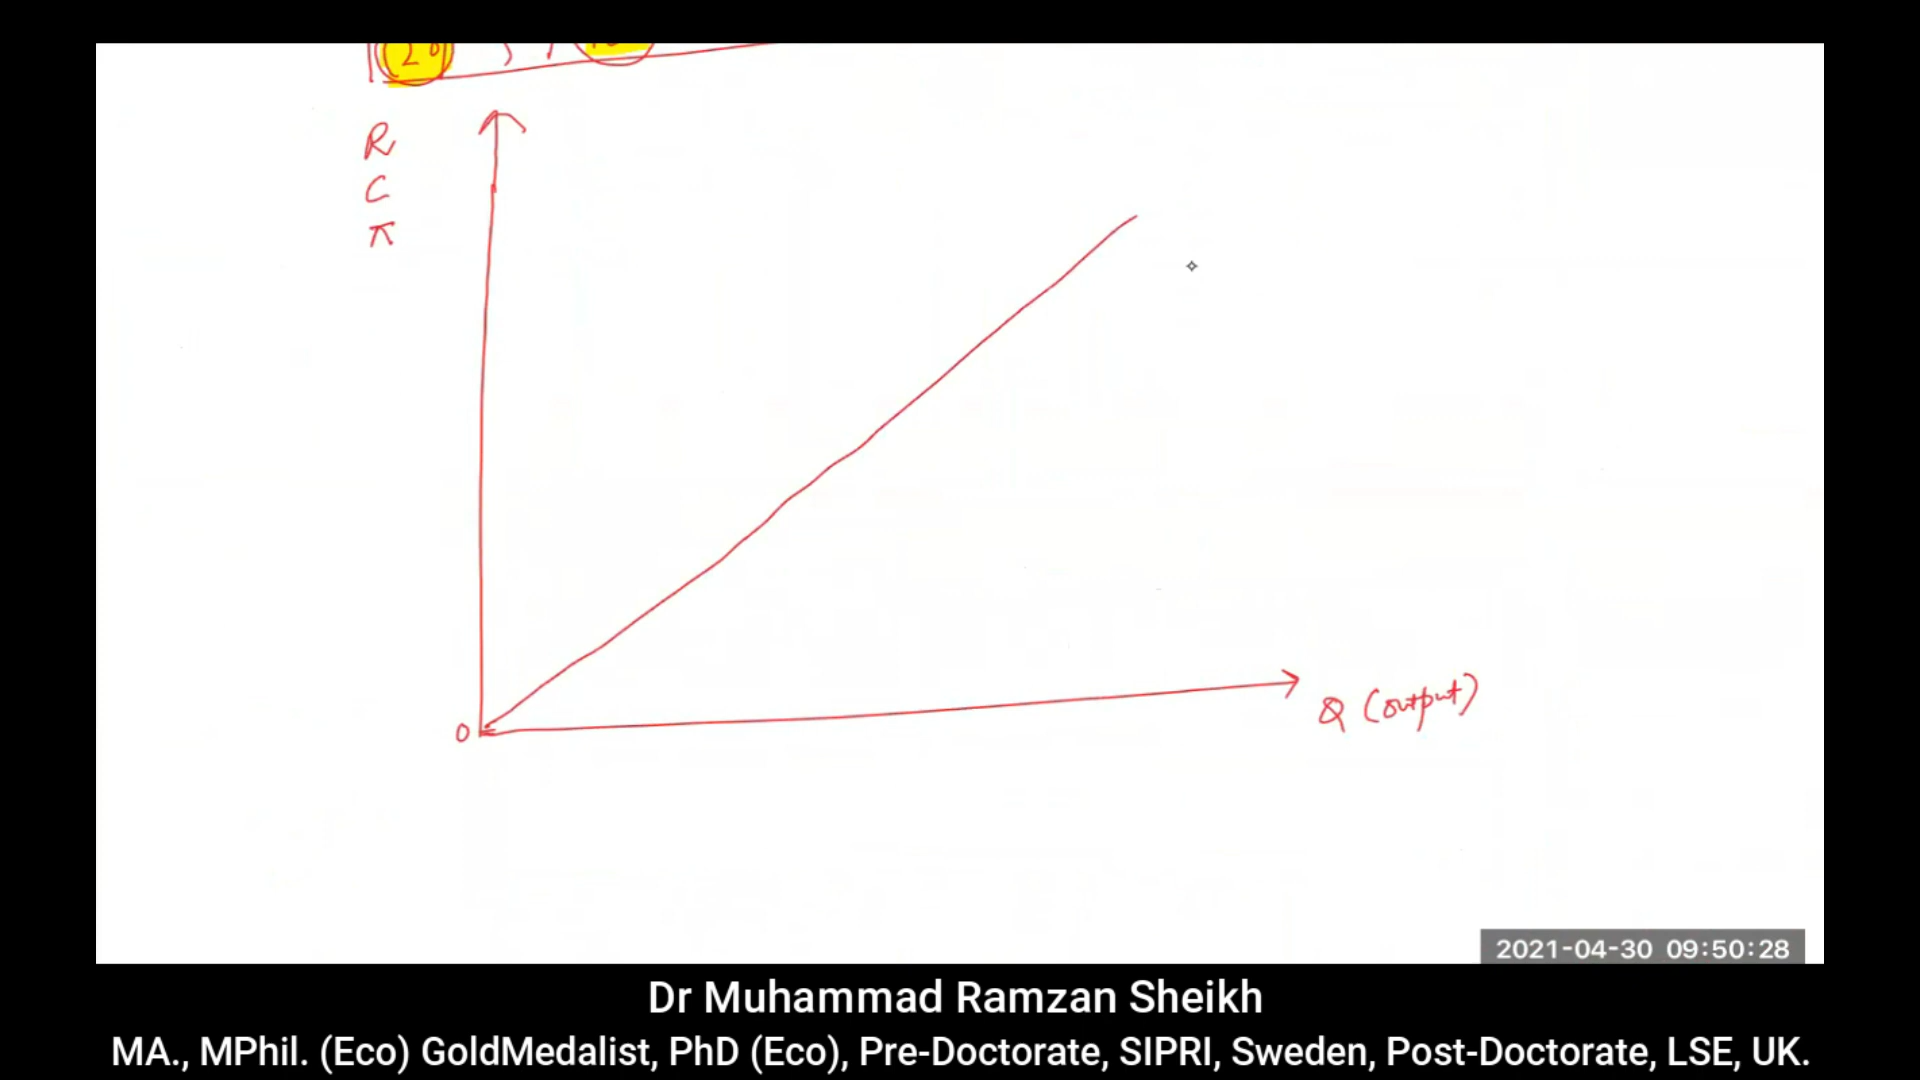 (20
R
C
π
0
Q (output)
2021-04-30 09:50:28
Dr Muhammad Ramzan Sheikh
MA., MPhil. (Eco) GoldMedalist, PhD (Eco), Pre-Doctorate, SIPRI, Sweden, Post-Doctorate, LSE, UK.